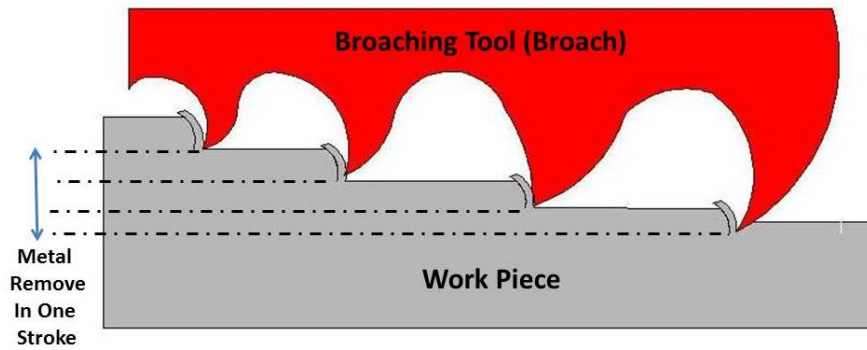 Broaching Tool (Broach)
Metal
Remove
In One
Stroke
Work Piece